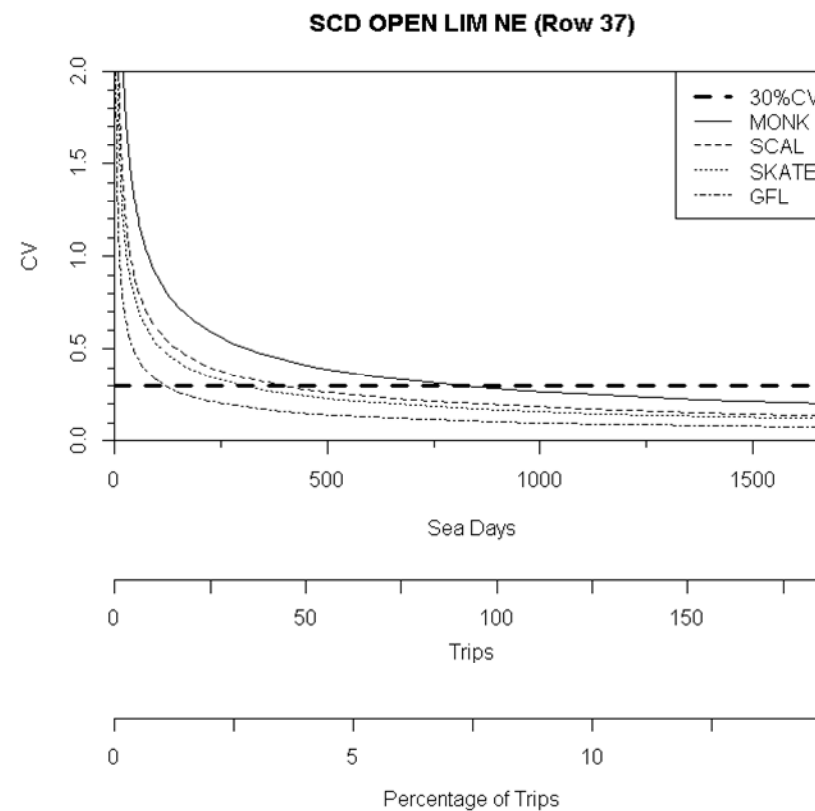 SCD OPEN LIM NE (Row 37)
30%CV
MONK
SCAL
SKATE
GFL
2.0
1.5
1.0
0.5
0.0
CV
0 500 1000 1500
Sea Days
0 50 100 150
Trips
0 5 10
Percentage of Trips